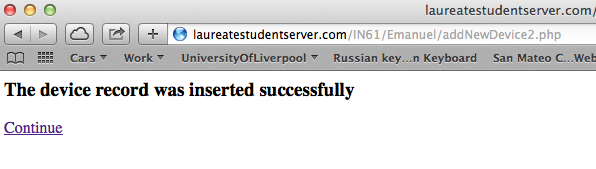 laureatestudentserver.com/
laureatestudentserver.com/IN61/Emanuel/addNewDevice2.php
Cars Work UniversityOfLiverpool Russian key...n Keyboard San Mateo C...Web
The device record was inserted successfully
Continue